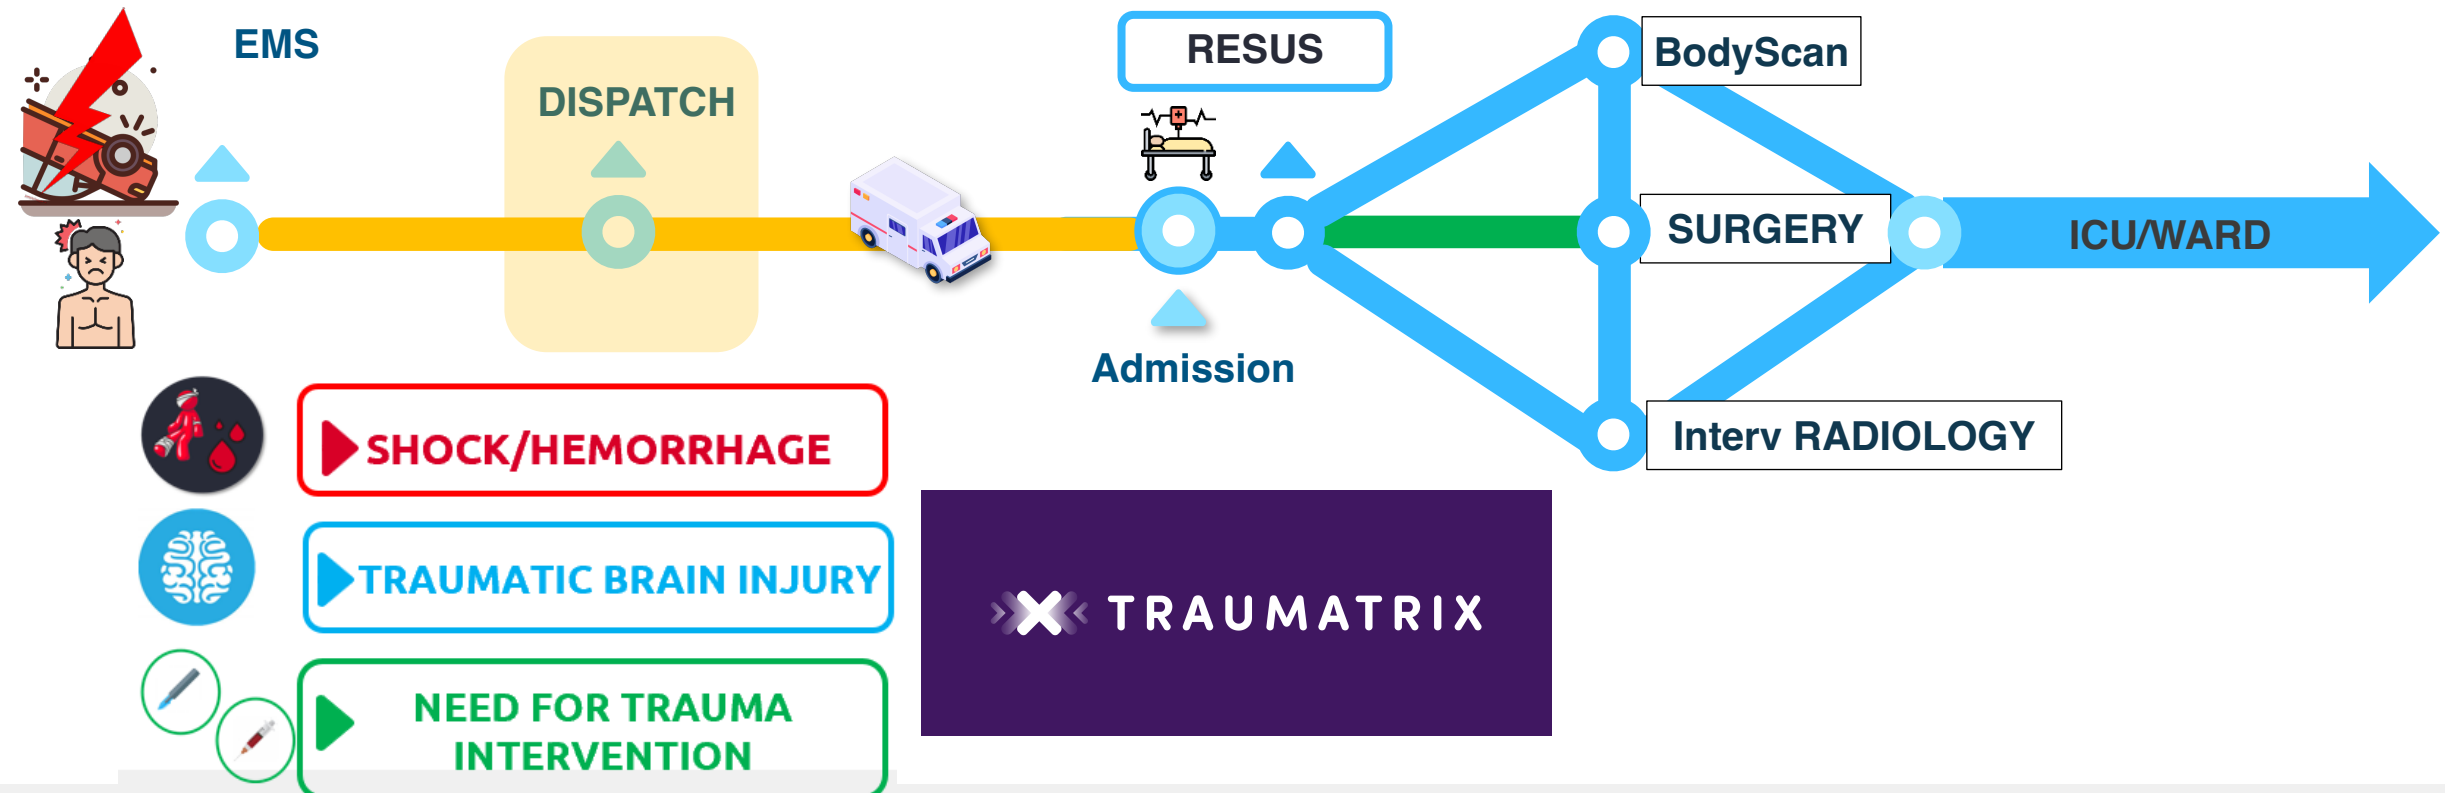 EMS
DISPATCH
RESUS
BodyScan
SURGERY
ICU/WARD
Admission
Interv RADIOLOGY
SHOCK/HEMORRHAGE
TRAUMATIC BRAIN INJURY
NEED FOR TRAUMA
INTERVENTION
TRAUMATRIX